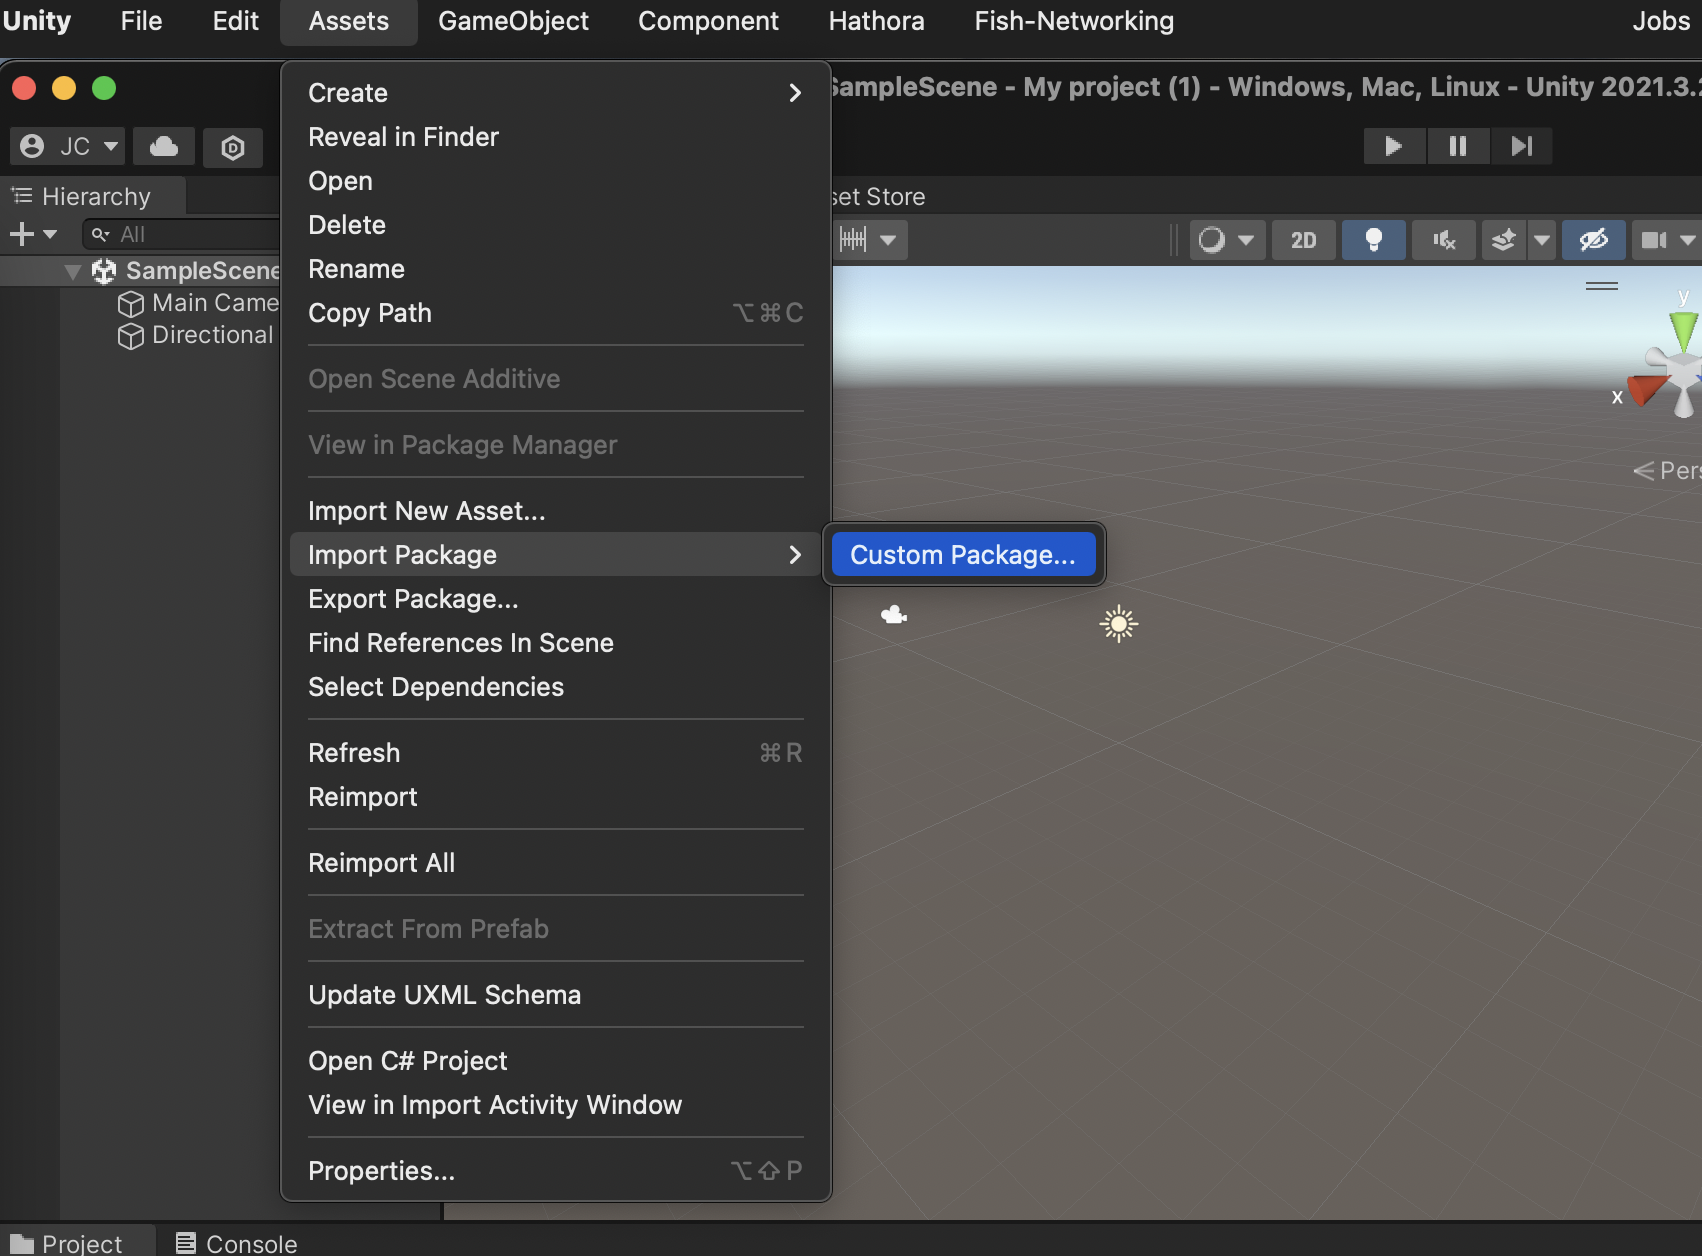 Unity File Edit Assets GameObject Component Hathora Fish-Networking Jobs
SampleScene - My project (1) - Windows, Mac, Linux - Unity 2021.3.
JC
Hierarchy
All
SampleScene
Main Came
Directional
Create
Reveal in Finder
Open
Delete
Rename
Copy Path ⌥⌘C
Open Scene Additive
View in Package Manager
Import New Asset...
Import Package
Custom Package...
Export Package...
Find References In Scene
Select Dependencies
Refresh ⌘R
Reimport
Reimport All
Extract From Prefab
Update UXML Schema
Open C# Project
View in Import Activity Window
Properties... ⌥⇧P
set Store
2D
y
x
Pers
Project Console